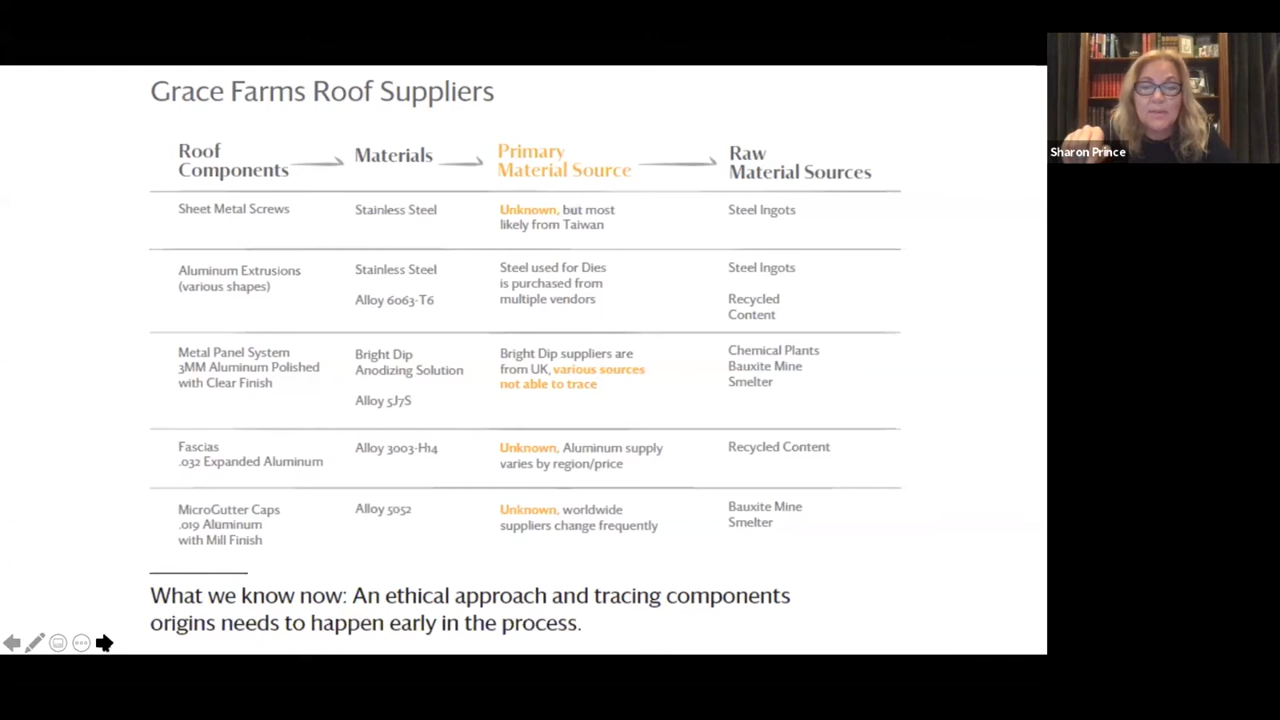 Grace Farms Roof Suppliers
Roof
Components
Materials
Primary
Material Source
Raw
Material Sources
Sheet Metal Screws
Stainless Steel
Unknown, but most
likely from Taiwan
Steel Ingots
Aluminum Extrusions
(various shapes)
Stainless Steel
Alloy 6063-T6
Steel used for Dies
is purchased from
multiple vendors
Steel Ingots
Recycled
Content
Metal Panel System
3MM Aluminum Polished
with Clear Finish
Bright Dip
Anodizing Solution
Alloy 5J7S
Bright Dip suppliers are
from UK, various sources
not able to trace
Chemical Plants
Bauxite Mine
Smelter
Fascias
.032 Expanded Aluminum
Alloy 3003-H14
Unknown, Aluminum supply
varies by region/price
Recycled Content
MicroGutter Caps
.019 Aluminum
with Mill Finish
Alloy 5052
Unknown, worldwide
suppliers change frequently
Bauxite Mine
Smelter
What we know now: An ethical approach and tracing components
origins needs to happen early in the process.
Sharon Prince